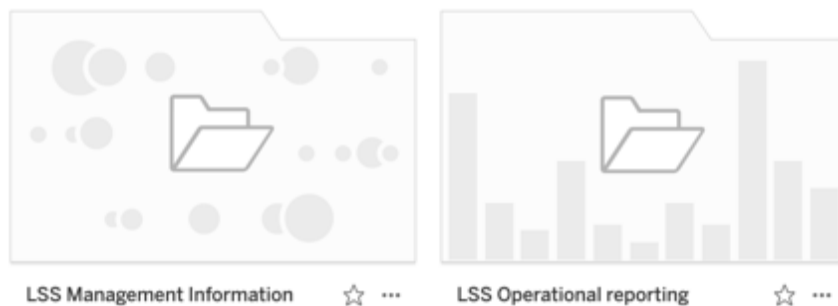 LSS Management Information
LSS Operational reporting